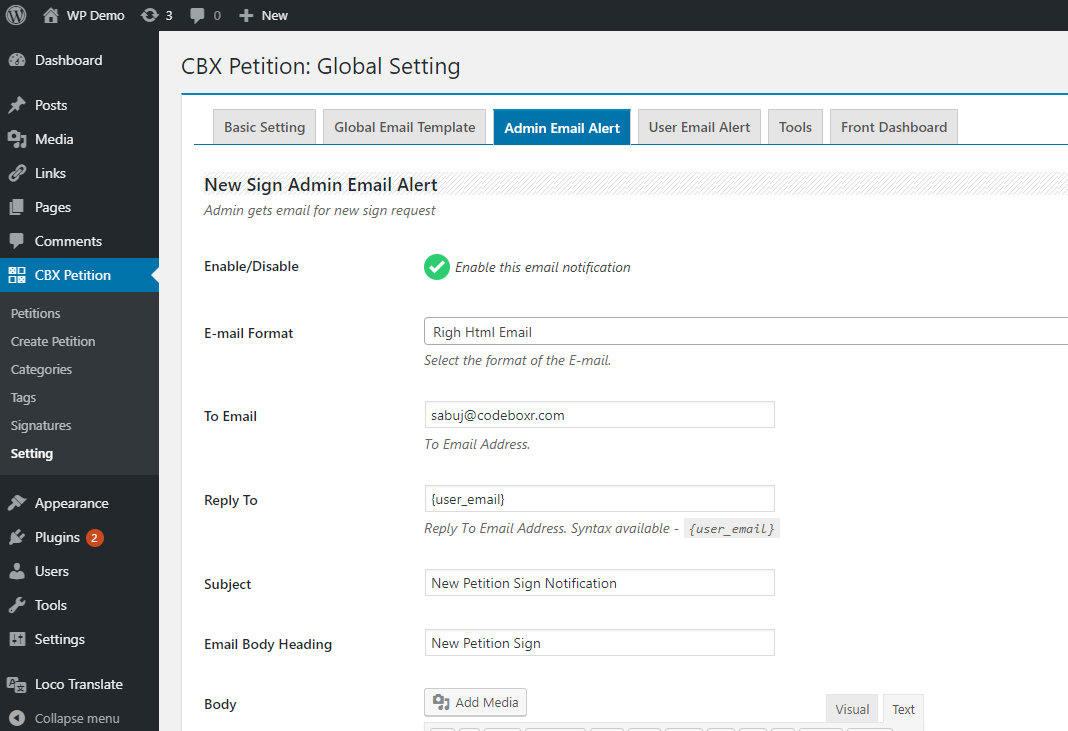 WP Demo 3 0 New
Dashboard
Posts
Media
Links
Pages
Comments
CBX Petition
Petitions
Create Petition
Categories
Tags
Signatures
Setting
Appearance
Plugins 2
Users
Tools
Settings
Loco Translate
Collapse menu
CBX Petition: Global Setting
Basic Setting Global Email Template Admin Email Alert User Email Alert Tools Front Dashboard
New Sign Admin Email Alert
Admin gets email for new sign request
Enable/Disable Enable this email notification
E-mail Format Righ Html Email
Select the format of the E-mail.
To Email sabuj@codeboxr.com
To Email Address.
Reply To {user_email}
Reply To Email Address. Syntax available - {user_email}
Subject New Petition Sign Notification
Email Body Heading New Petition Sign
Body Add Media Visual Text